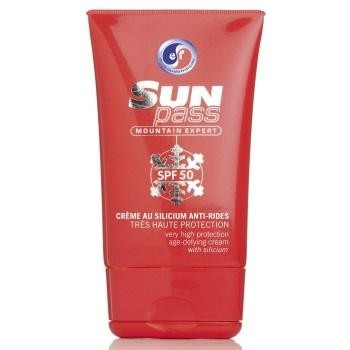 SUN
pass
MOUNTAIN EXPERT
SPF 50
CRÈME AU SILICIUM ANTI-RIDES
TRÈS HAUTE PROTECTION
very high protection
age-defying cream
with silicium